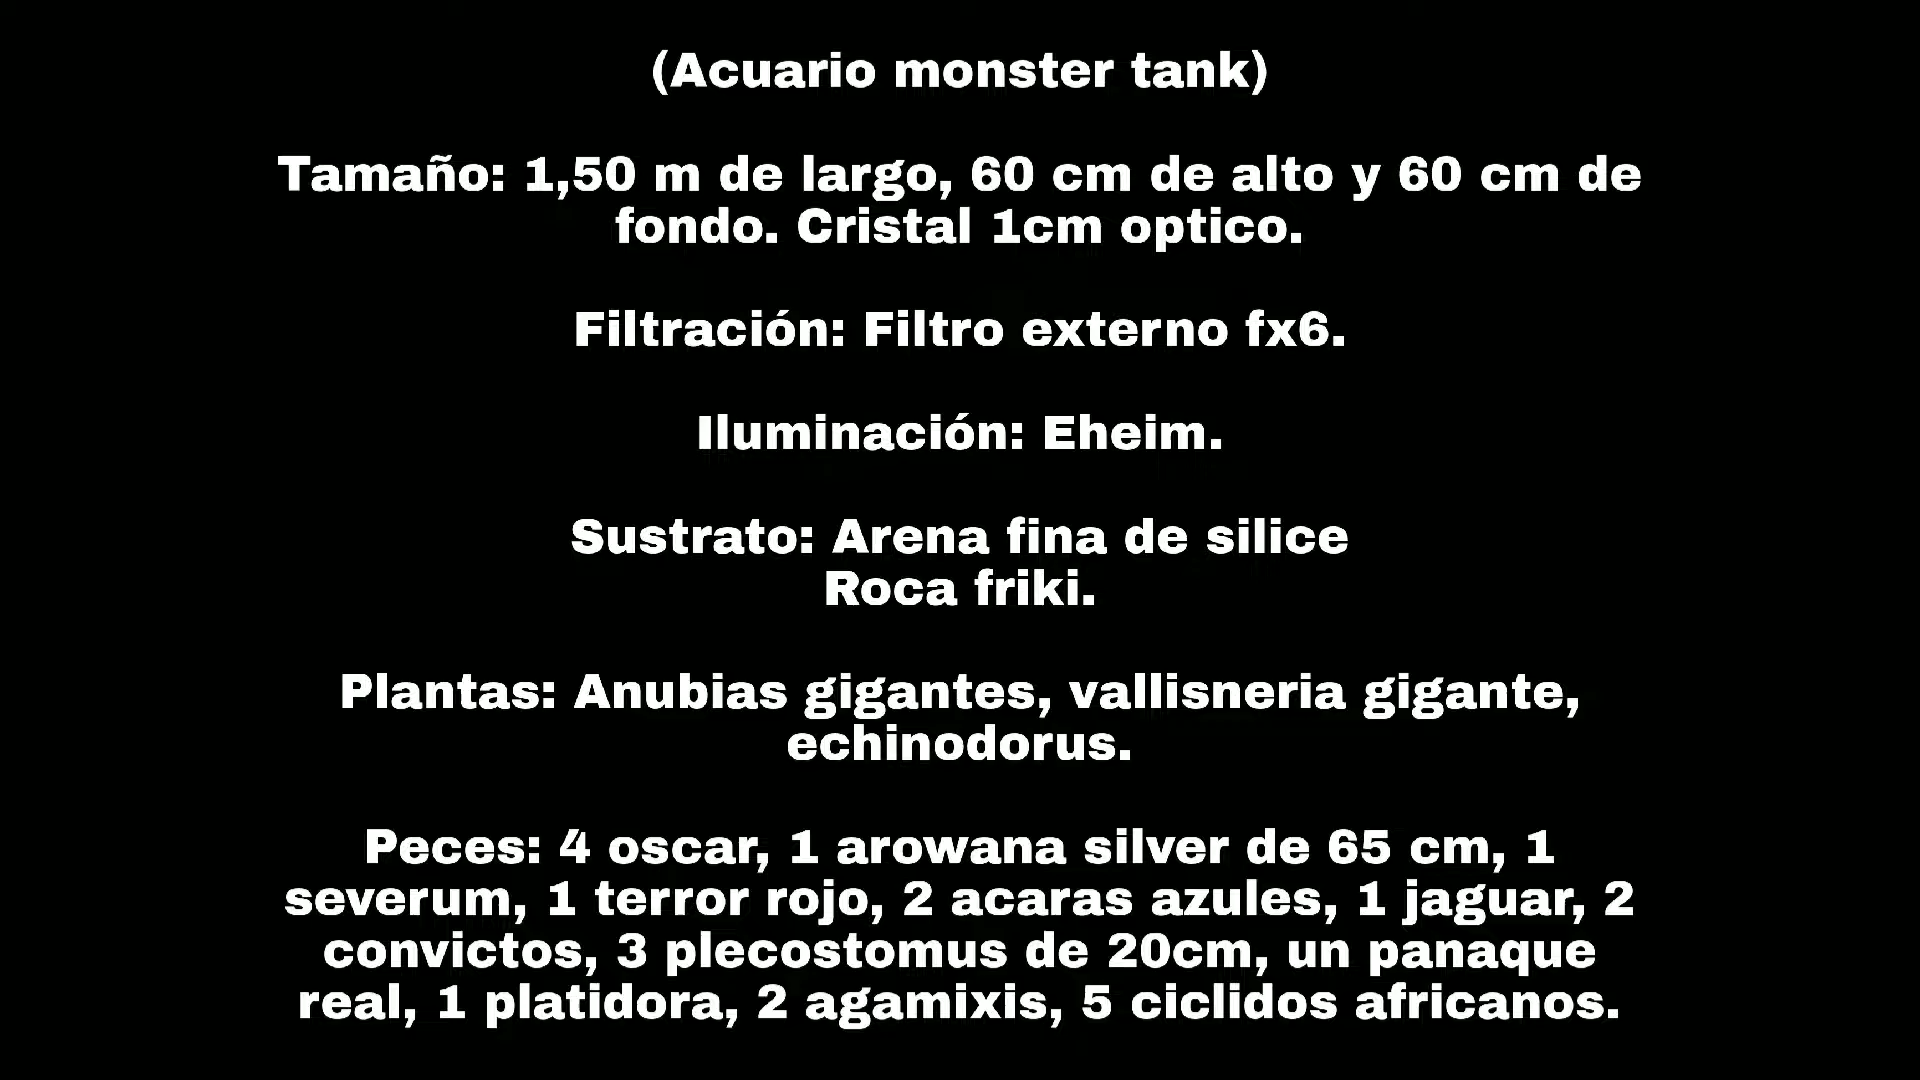 (Acuario monster tank)
Tamaño: 1,50 m de largo, 60 cm de alto y 60 cm de
fondo. Cristal 1cm optico.
Filtración: Filtro externo fx6.
Iluminación: Eheim.
Sustrato: Arena fina de silice
Roca friki.
Plantas: Anubias gigantes, vallisneria gigante,
echinodorus.
Peces: 4 oscar, 1 arowana silver de 65 cm, 1
severum, 1 terror rojo, 2 acaras azules, 1 jaguar, 2
convictos, 3 plecostomus de 20cm, un panaque
real, 1 platidora, 2 agamixis, 5 ciclidos africanos.